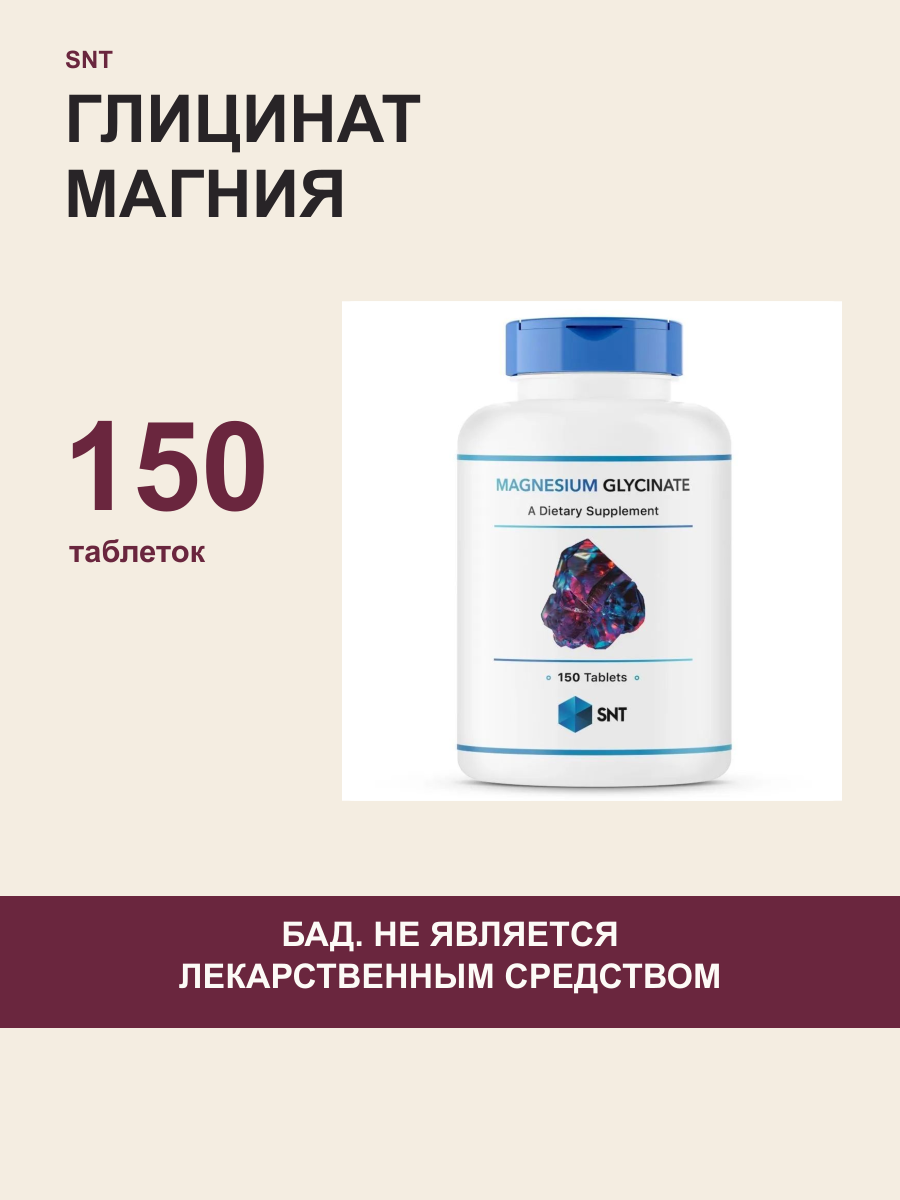 SNT
ГЛИЦИНАТ
МАГНИЯ
150
таблеток
MAGNESIUM GLYCINATE
A Dietary Supplement
150 Tablets
SNT
БАД. НЕ ЯВЛЯЕТСЯ
ЛЕКАРСТВЕННЫМ СРЕДСТВОМ